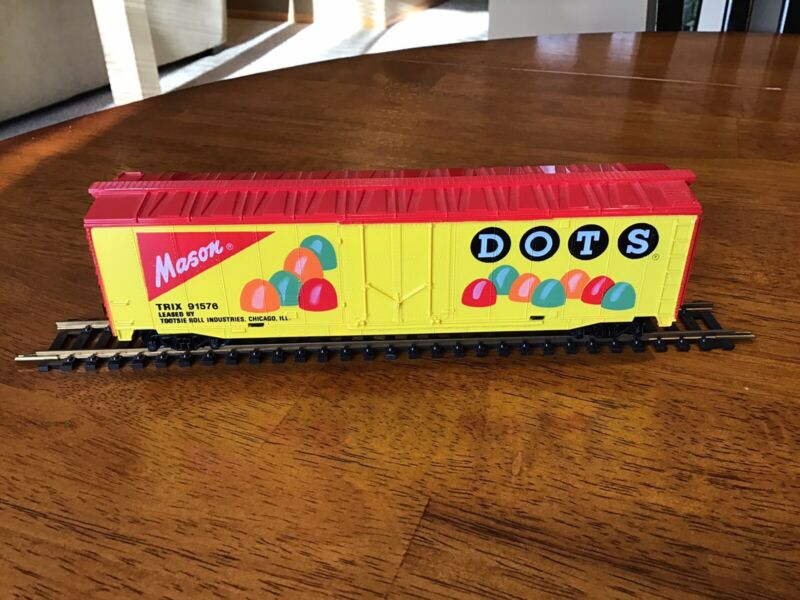 Mason®
DOTS®
TRIX 91576
LEASED BY
TOOTSIE ROLL INDUSTRIES, CHICAGO, ILL.